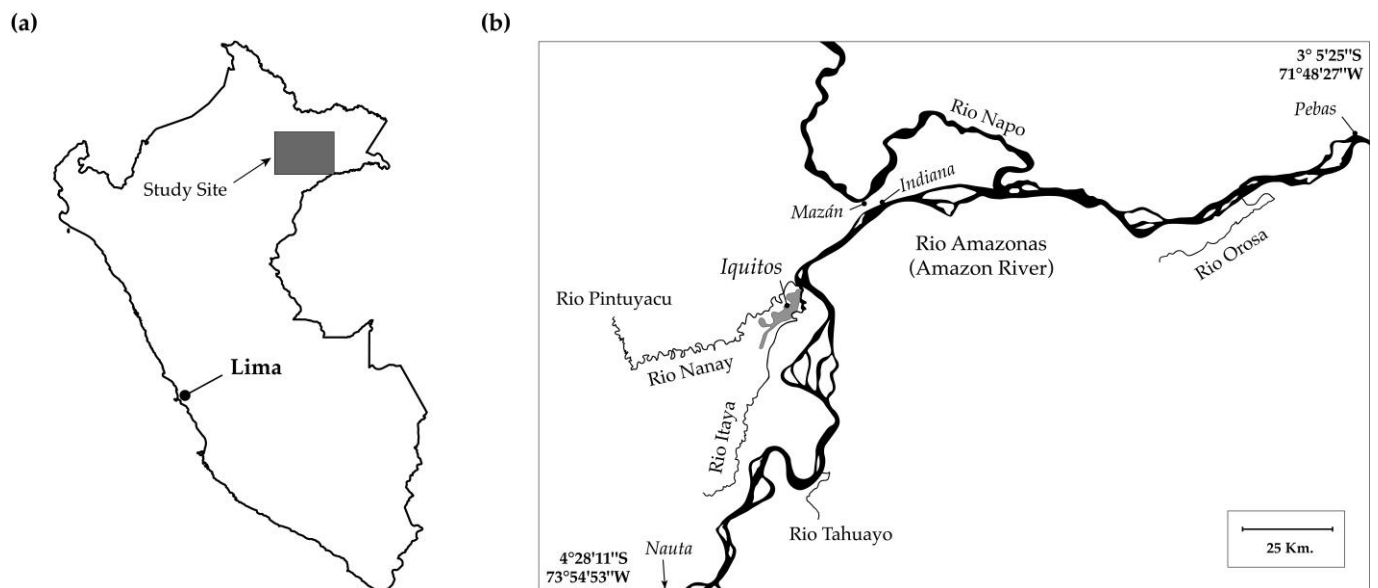 (a)
Study Site
Lima
(b)
3° 5'25"S
71°48'27"W
Pebas
Rio Napo
Indiana
Mazán
Rio Amazonas
(Amazon River)
Rio Orosa
Iquitos
Rio Pintuyacu
Rio Nanay
Rio Itaya
Rio Tahuayo
Nauta
4°28'11"S
73°54'53"W
25 Km.